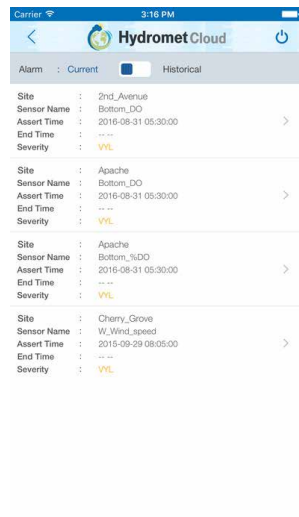 Carrier 3:16 PM
Hydromet Cloud
Alarm : Current Historical
Site : 2nd_Avenue
Sensor Name : Bottom_DO
Assert Time : 2016-08-31 05:30:00
End Time : -- --
Severity : VYL
Site : Apache
Sensor Name : Bottom_DO
Assert Time : 2016-08-31 05:30:00
End Time : -- --
Severity : VYL
Site : Apache
Sensor Name : Bottom_%DO
Assert Time : 2016-08-31 05:30:00
End Time : -- --
Severity : VYL
Site : Cherry_Grove
Sensor Name : W_Wind_speed
Assert Time : 2015-09-29 08:05:00
End Time : -- --
Severity : VYL